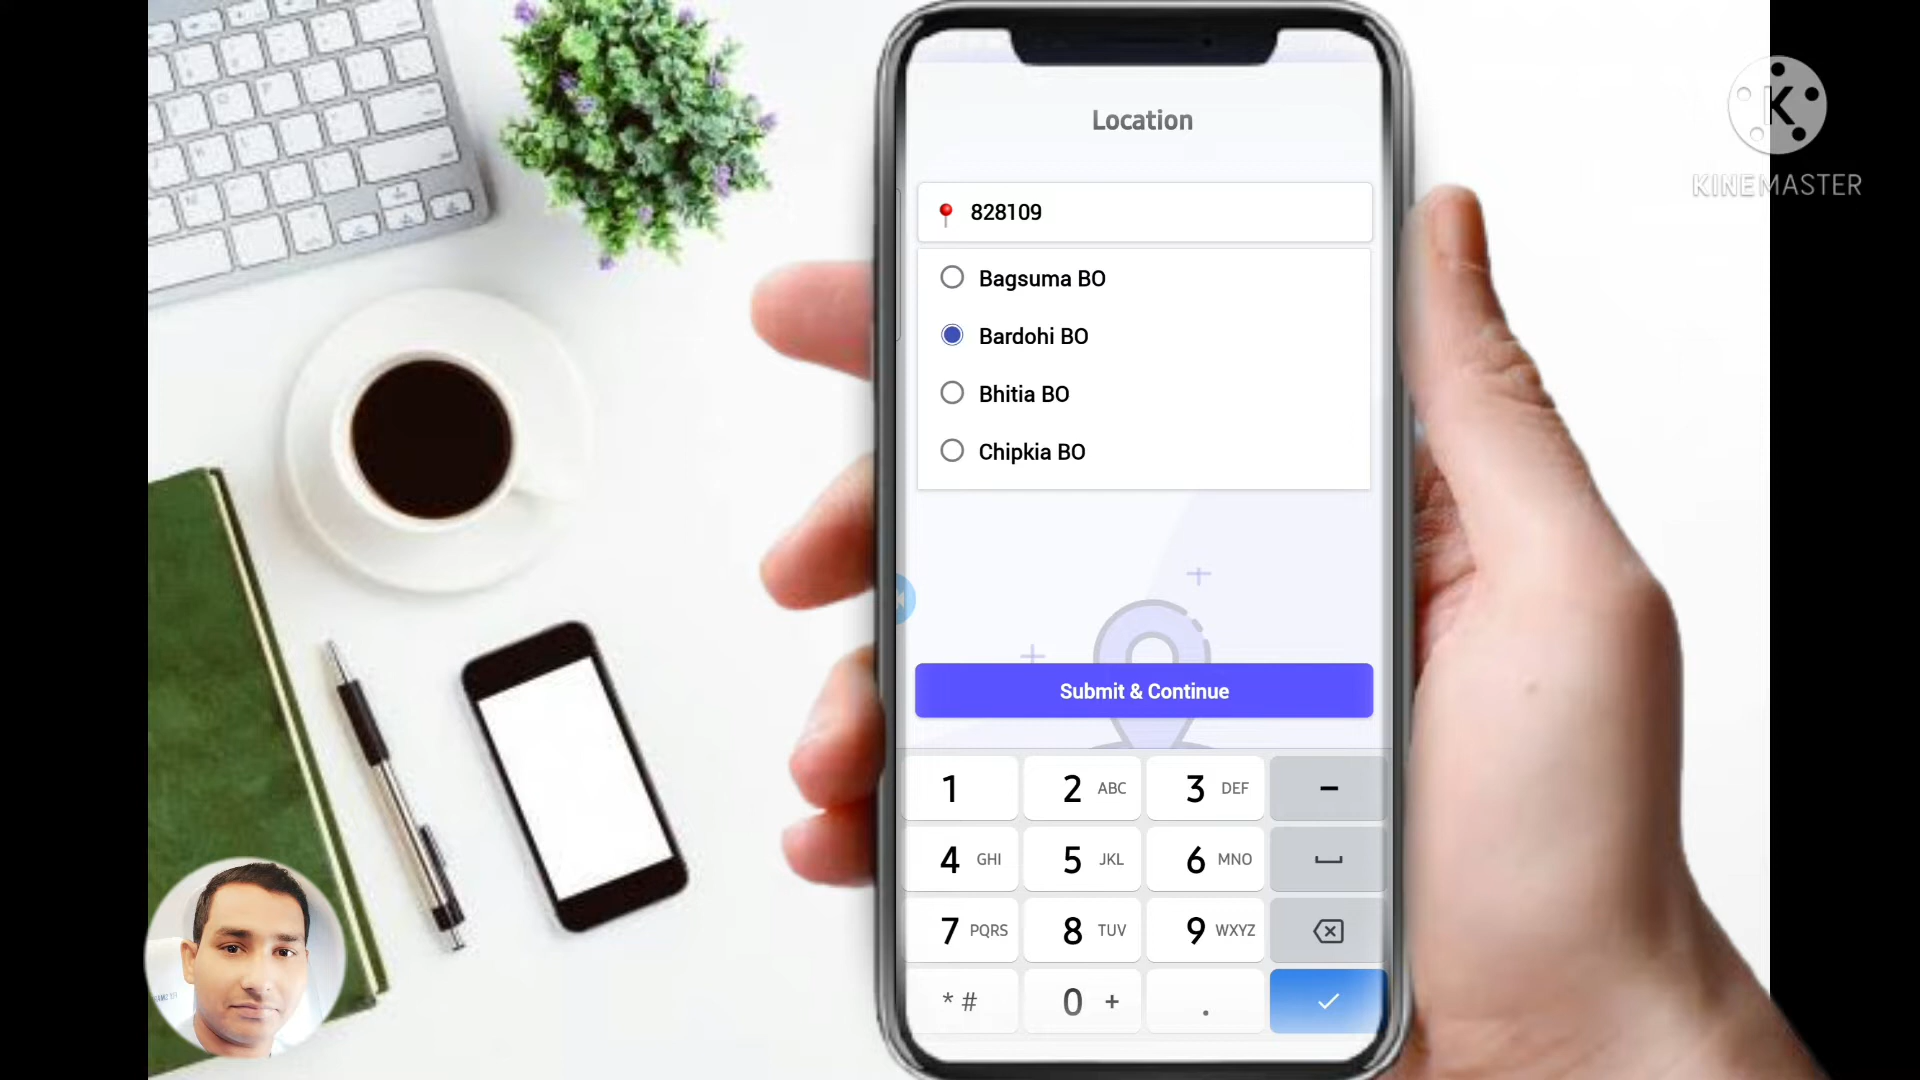 Location
828109
Bagsuma BO
Bardohi BO
Bhitia BO
Chipkia BO
Submit & Continue
1 2 ABC 3 DEF -
4 GHI 5 JKL 6 MNO
7 PQRS 8 TUV 9 WXYZ
* # 0 + .
K
KINEMASTER